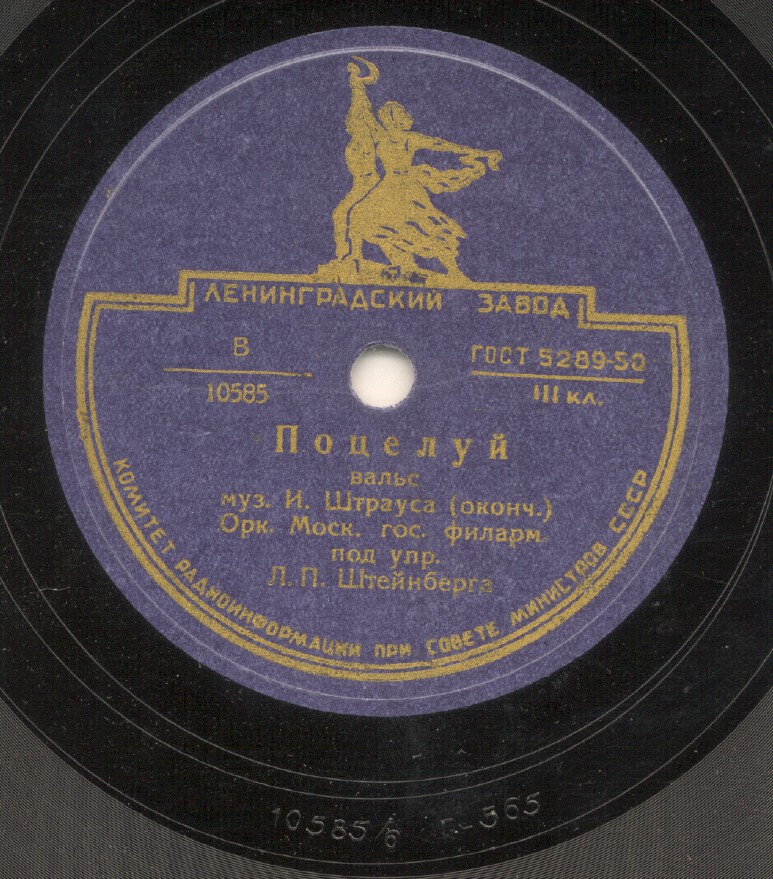 ЛЕНИНГРАДСКИЙ ЗАВОД
В
10585
ГОСТ 5289-50
III кл.
Поцелуй
вальс
муз. И. Штрауса (оконч.)
Орк. Моск. гос. филарм.
под упр.
Л. П. Штейнберга
КОМИТЕТ РАДИОИНФОРМАЦИИ ПРИ СОВЕТЕ МИНИСТРОВ СССР
10585/6